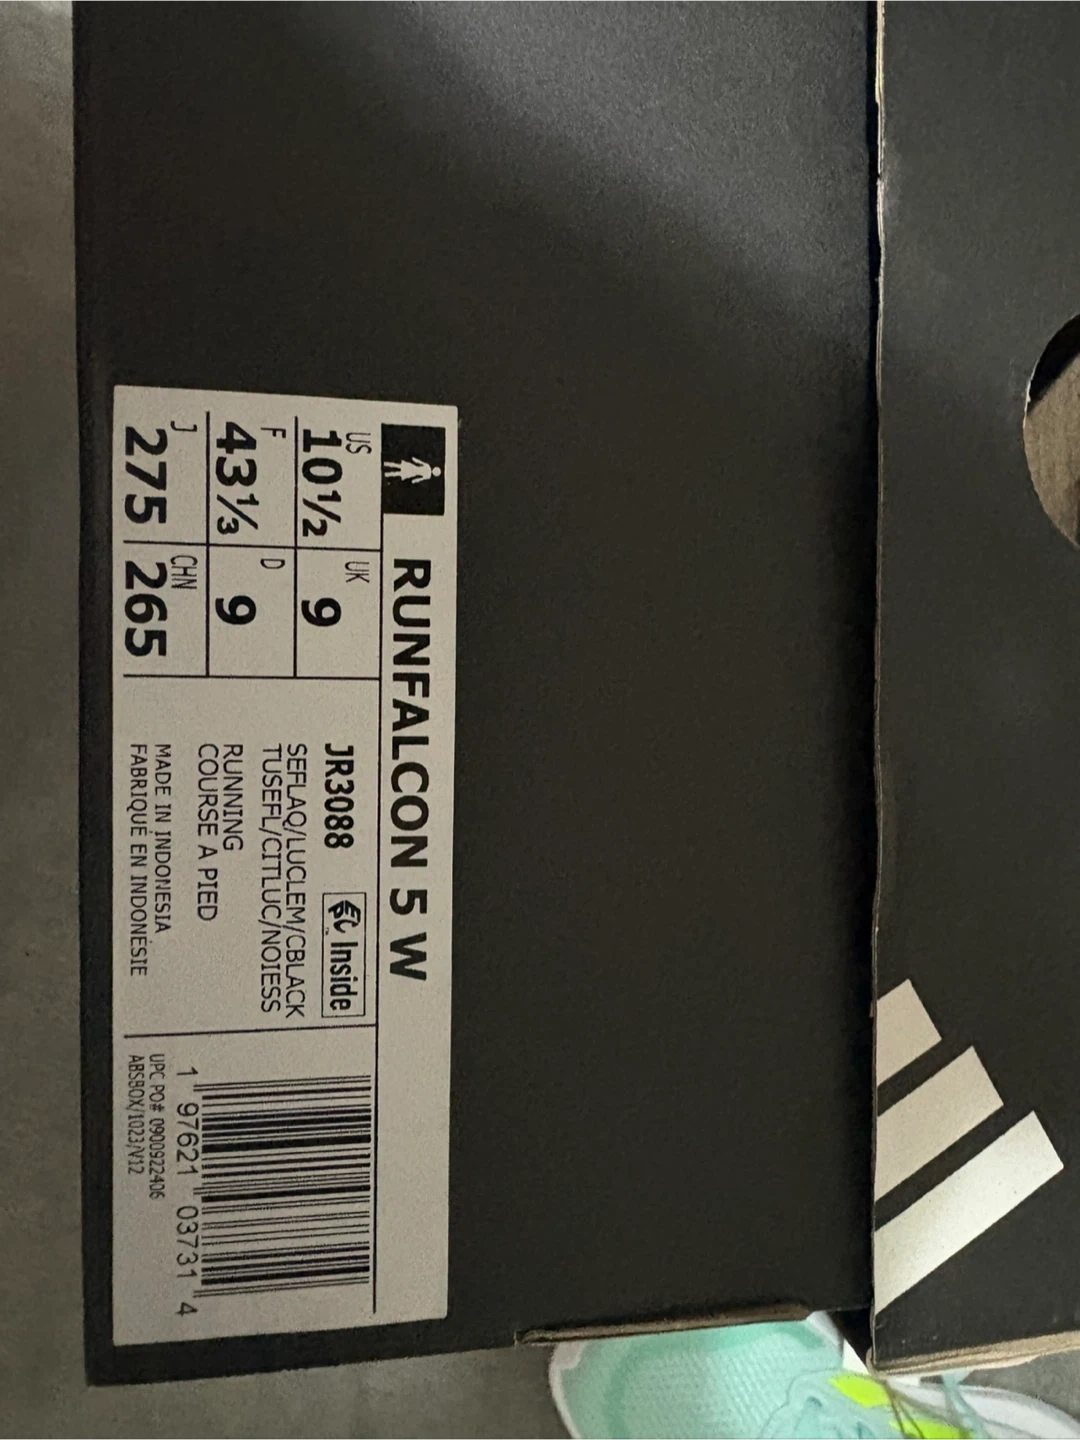 RUNFALCON 5 W
US
10½
UK
9
F
43⅓
D
9
J
275
CHN
265
JR3088
Inside
SEFLAQ/LUCLEM/CBLACK
TUSEFL/CITLUC/NOIESS
RUNNING
COURSE A PIED
MADE IN INDONESIA
FABRIQUÉ EN INDONÉSIE
1 97621 03731 4
UPC PO# 0900922406
ABSBOX/1023/V12